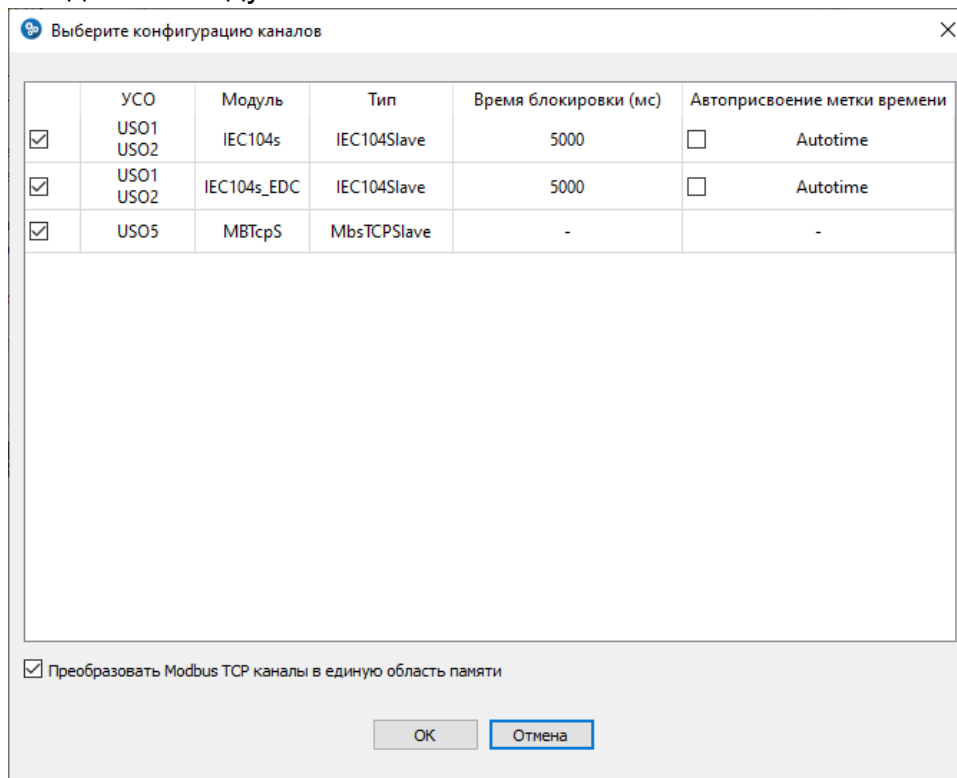 Выберите конфигурацию каналов
УСО Модуль Тип Время блокировки (мс) Автоприсвоение метки времени
USO1
USO2 IEC104s IEC104Slave 5000 Autotime
USO1
USO2 IEC104s_EDC IEC104Slave 5000 Autotime
USO5 MBTcpS MbsTCPSlave - -
Преобразовать Modbus TCP каналы в единую область памяти
OK Отмена